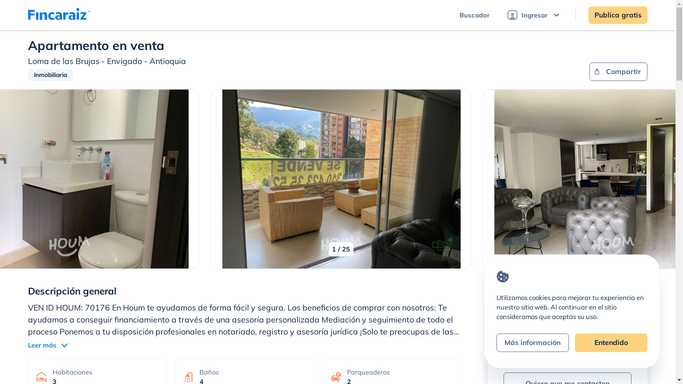 Fincaraiz
Buscador
Ingresar
Publica gratis
Apartamento en venta
Loma de las Brujas - Envigado - Antioquia
Inmobiliaria
Compartir
SE VENDE
HOUM
1 / 25
HOUM
Descripción general
VEN ID HOUM: 70176 En Houm te ayudamos de forma fácil y segura. Los beneficios de comprar con nosotros: Te
ayudamos a conseguir financiamiento a través de una asesoría personalizada Mediación y seguimiento de todo el
proceso Ponemos a tu disposición profesionales en notariado, registro y asesoría jurídica ¡Solo te preocupas de las...
Leer más
Habitaciones
3
Baños
4
Parqueaderos
2
Utilizamos cookies para mejorar tu experiencia en
nuestro sitio web. Al continuar en el sitio
consideramos que aceptas su uso.
Más información
Entendido
Quiero que me contacten